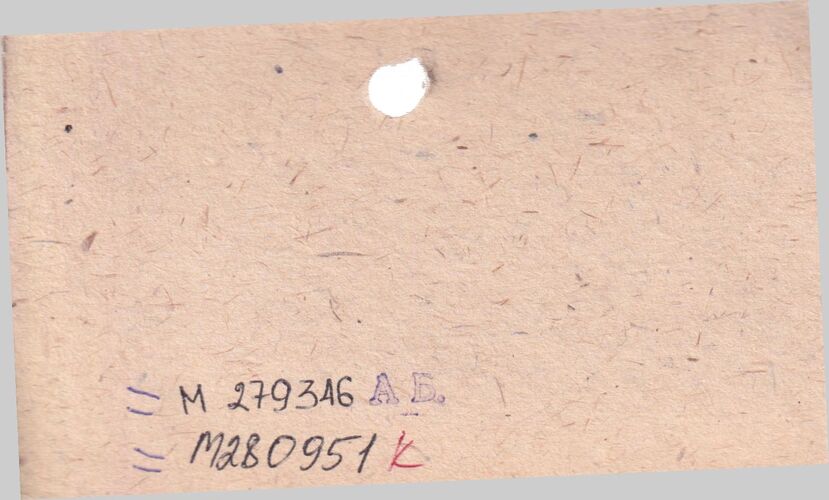 = М 279346 А Б.
= М280951 К